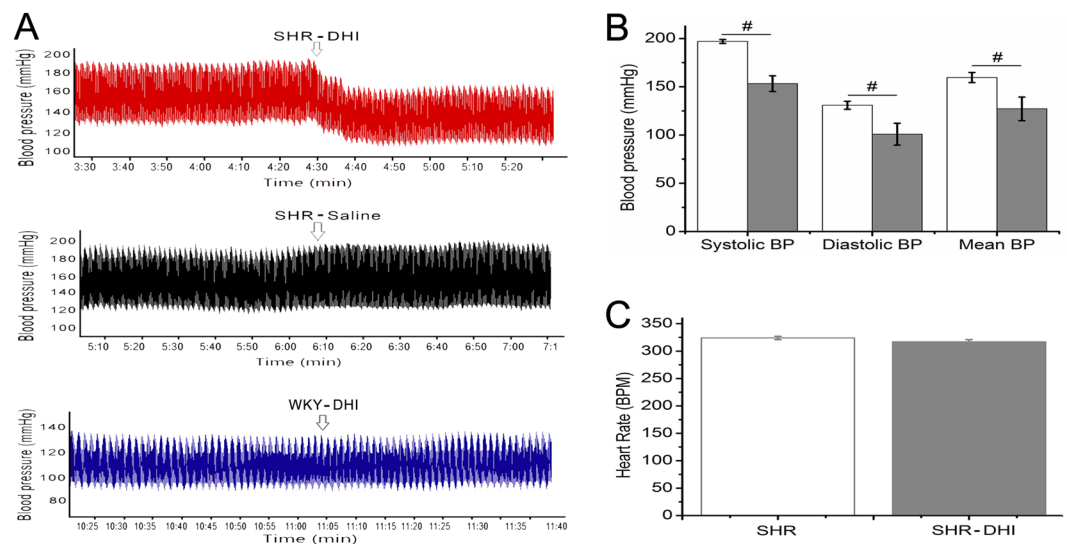 A
SHR-DHI
Blood pressure (mmHg)
200
180
160
140
120
100
3:30 3:40 3:50 4:00 4:10 4:20 4:30 4:40 4:50 5:00 5:10 5:20
Time (min)
SHR-Saline
Blood pressure (mmHg)
200
180
160
140
120
100
5:10 5:20 5:30 5:40 5:50 6:00 6:10 6:20 6:30 6:40 6:50 7:00 7:1
Time (min)
WKY-DHI
Blood pressure (mmHg)
140
120
100
80
10:25 10:30 10:35 10:40 10:45 10:50 10:55 11:00 11:05 11:10 11:15 11:20 11:25 11:30 11:35 11:40
Time (min)
B
Blood pressure (mmHg)
200
150
100
50
0
# # #
Systolic BP Diastolic BP Mean BP
C
Heart Rate (BPM)
350
300
250
200
150
100
50
0
SHR SHR-DHI